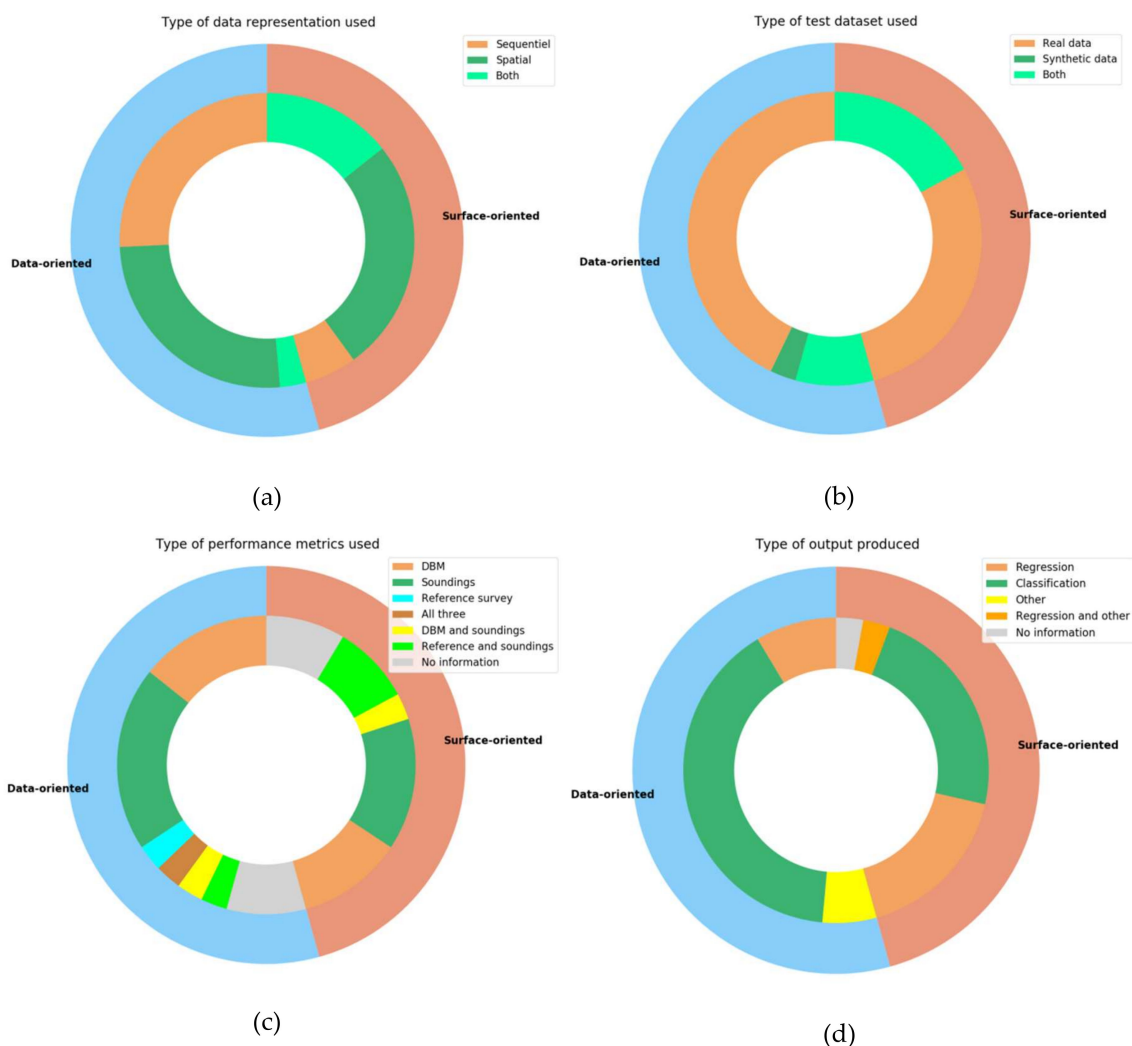 Type of data representation used
Sequentiel
Spatial
Both
Surface-oriented
Data-oriented
(a)
Type of test dataset used
Real data
Synthetic data
Both
Surface-oriented
Data-oriented
(b)
Type of performance metrics used
DBM
Soundings
Reference survey
All three
DBM and soundings
Reference and soundings
No information
Surface-oriented
Data-oriented
(c)
Type of output produced
Regression
Classification
Other
Regression and other
No information
Surface-oriented
Data-oriented
(d)